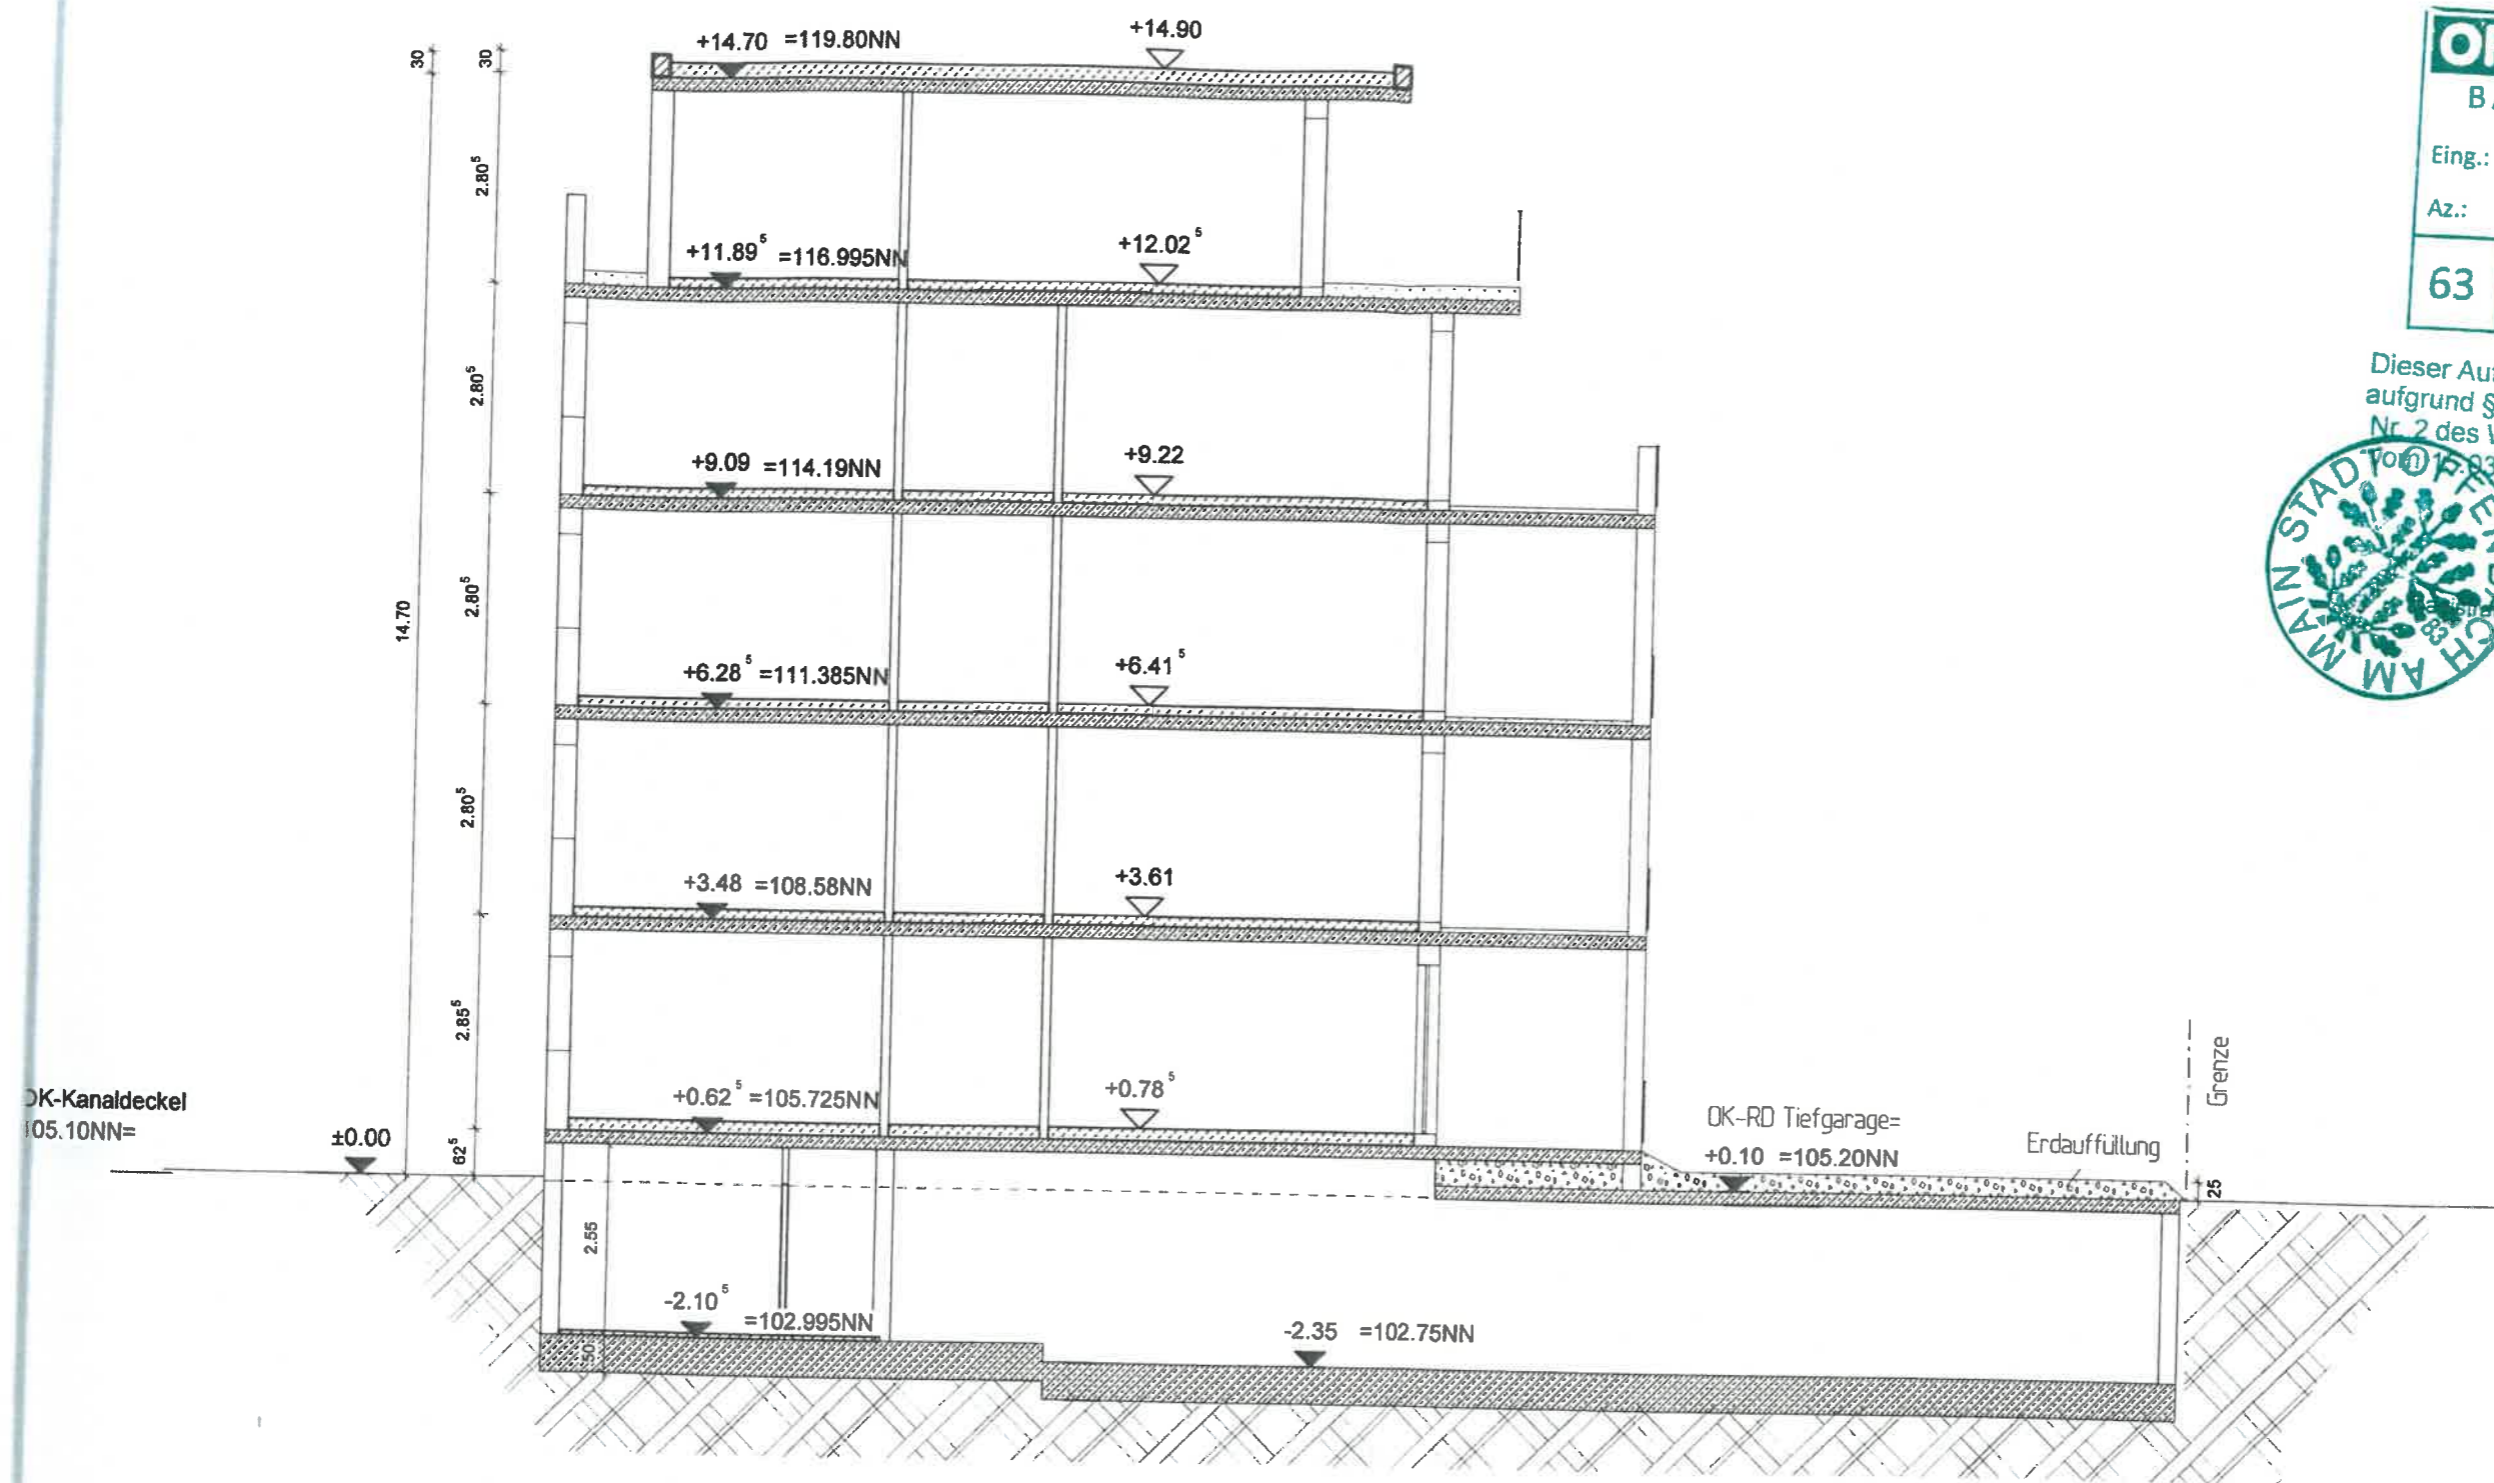 +14.90
+14.70 =119.80NN
30
30
2.80⁵
+12.02⁵
+11.89⁵ =116.995NN
2.80⁵
+9.22
+9.09 =114.19NN
2.80⁵
14.70
+6.41⁵
+6.28⁵ =111.385NN
2.80⁵
+3.61
+3.48 =108.58NN
2.85⁵
+0.78⁵
+0.62⁵ =105.725NN
OK-Kanaldeckel
105.10NN=
±0.00
62⁵
OK-RD Tiefgarage=
+0.10 =105.20NN
Erdauffüllung
Grenze
25
2.55
-2.10⁵
=102.995NN
50
-2.35 =102.75NN
Eing.:
Az.:
63
Dieser
aufgrund §
Nr. 2 des
vom
STADT OFFENBACH AM MAIN
83